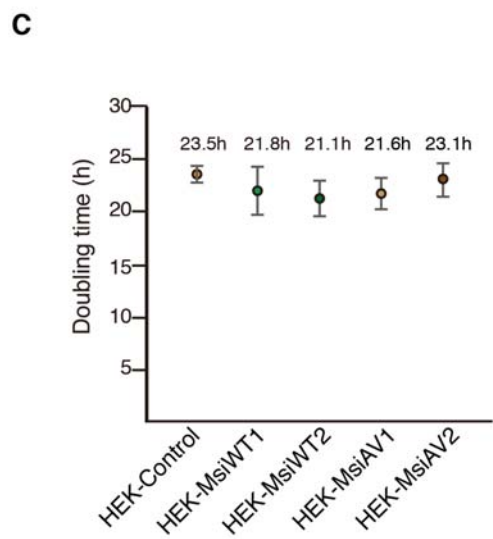 C
30
23.5h 21.8h 21.1h 21.6h 23.1h
25
20
15
10
5
Doubling time (h)
HEK-Control
HEK-MsiWT1
HEK-MsiWT2
HEK-MsiAV1
HEK-MsiAV2